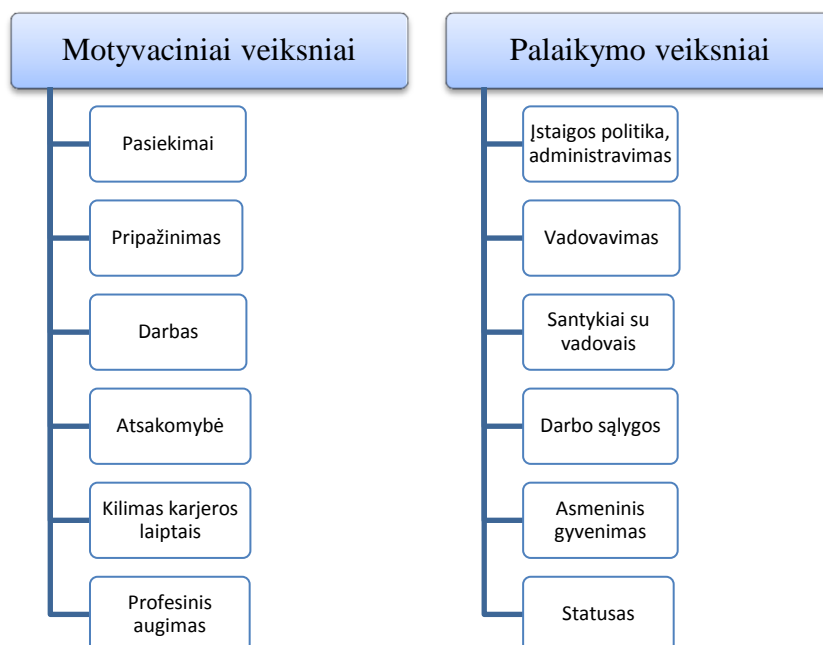 Motyvaciniai veiksniai
Pasiekimai
Pripažinimas
Darbas
Atsakomybė
Kilimas karjeros
laiptais
Profesinis
augimas
Palaikymo veiksniai
Įstaigos politika,
administravimas
Vadovavimas
Santykiai su
vadovais
Darbo sąlygos
Asmeninis
gyvenimas
Statusas